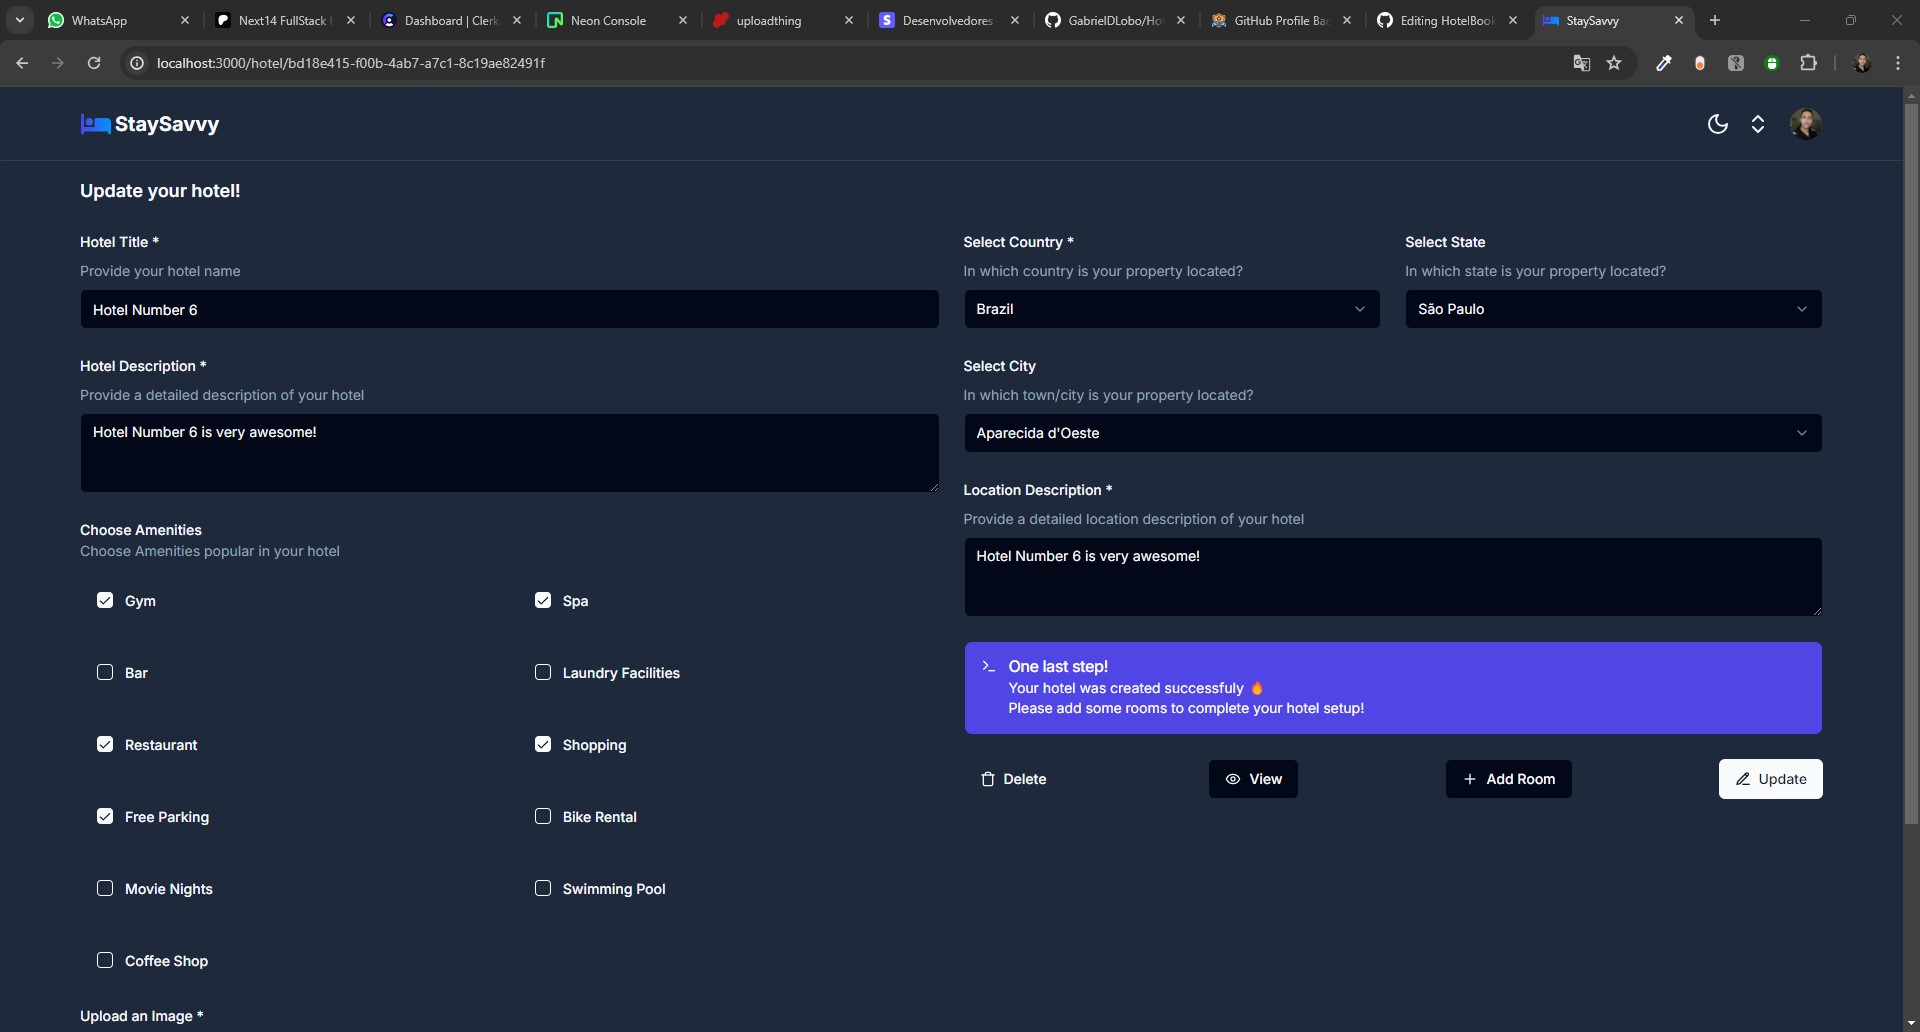 WhatsApp
Next14 FullStack
Dashboard | Clerk
Neon Console
uploadthing
Desenvolvedores
GabrielDLobo/Ho
GitHub Profile Ba
Editing HotelBook
StaySavvy
localhost:3000/hotel/bd18e415-f00b-4ab7-a7c1-8c19ae82491f
StaySavvy
Update your hotel!
Hotel Title *
Provide your hotel name
Hotel Number 6
Hotel Description *
Provide a detailed description of your hotel
Hotel Number 6 is very awesome!
Choose Amenities
Choose Amenities popular in your hotel
Gym
Spa
Bar
Laundry Facilities
Restaurant
Shopping
Free Parking
Bike Rental
Movie Nights
Swimming Pool
Coffee Shop
Upload an Image *
Select Country *
In which country is your property located?
Brazil
Select State
In which state is your property located?
São Paulo
Select City
In which town/city is your property located?
Aparecida d'Oeste
Location Description *
Provide a detailed location description of your hotel
Hotel Number 6 is very awesome!
One last step!
Your hotel was created successfuly 🔥
Please add some rooms to complete your hotel setup!
Delete
View
Add Room
Update